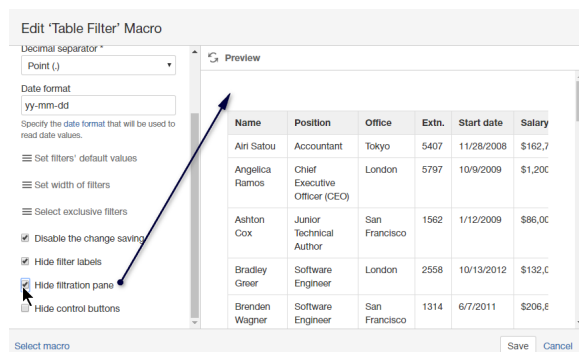 Edit ‘Table Filter’ Macro
Decimal separator *
Point (.)
Date format
yy-mm-dd
Specify the date format that will be used to
read date values.
Set filters' default values
Set width of filters
Select exclusive filters
Disable the change saving
Hide filter labels
Hide filtration pane
Hide control buttons
Preview
Name Position Office Extn. Start date Salary
Airi Satou Accountant Tokyo 5407 11/28/2008 $162,7
Angelica Chief London 5797 10/9/2009 $1,200
Ramos Executive
Officer (CEO)
Ashton Junior San 1562 1/12/2009 $86,00
Cox Technical Francisco
Author
Bradley Software London 2558 10/13/2012 $132,0
Greer Engineer
Brenden Software San 1314 6/7/2011 $206,8
Wagner Engineer Francisco
Select macro
Save Cancel